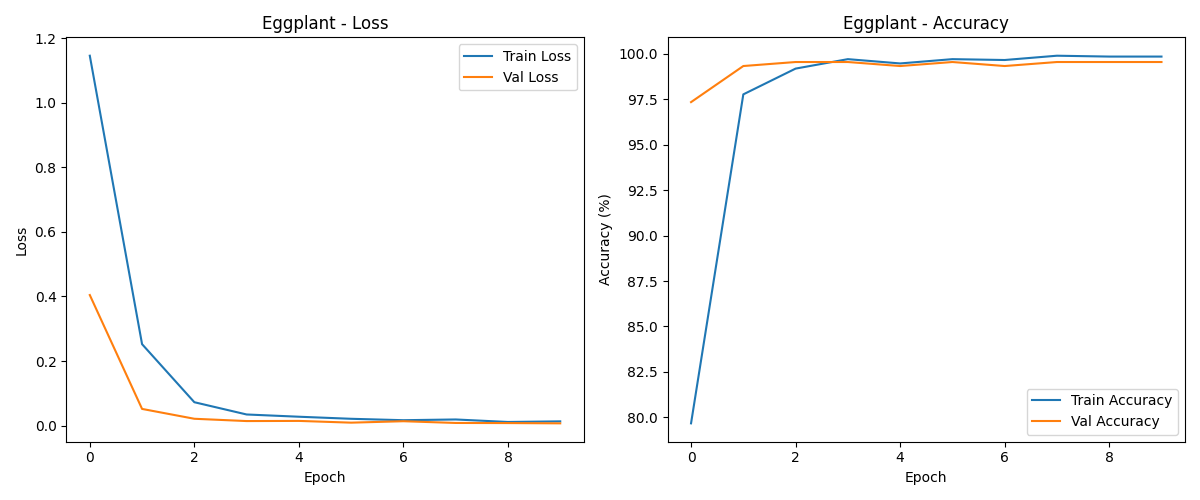 Eggplant - Loss
1.2
1.0
0.8
0.6
0.4
0.2
0.0
Loss
0 2 4 6 8
Epoch
Train Loss
Val Loss
Eggplant - Accuracy
100.0
97.5
95.0
92.5
90.0
87.5
85.0
82.5
80.0
Accuracy (%)
0 2 4 6 8
Epoch
Train Accuracy
Val Accuracy